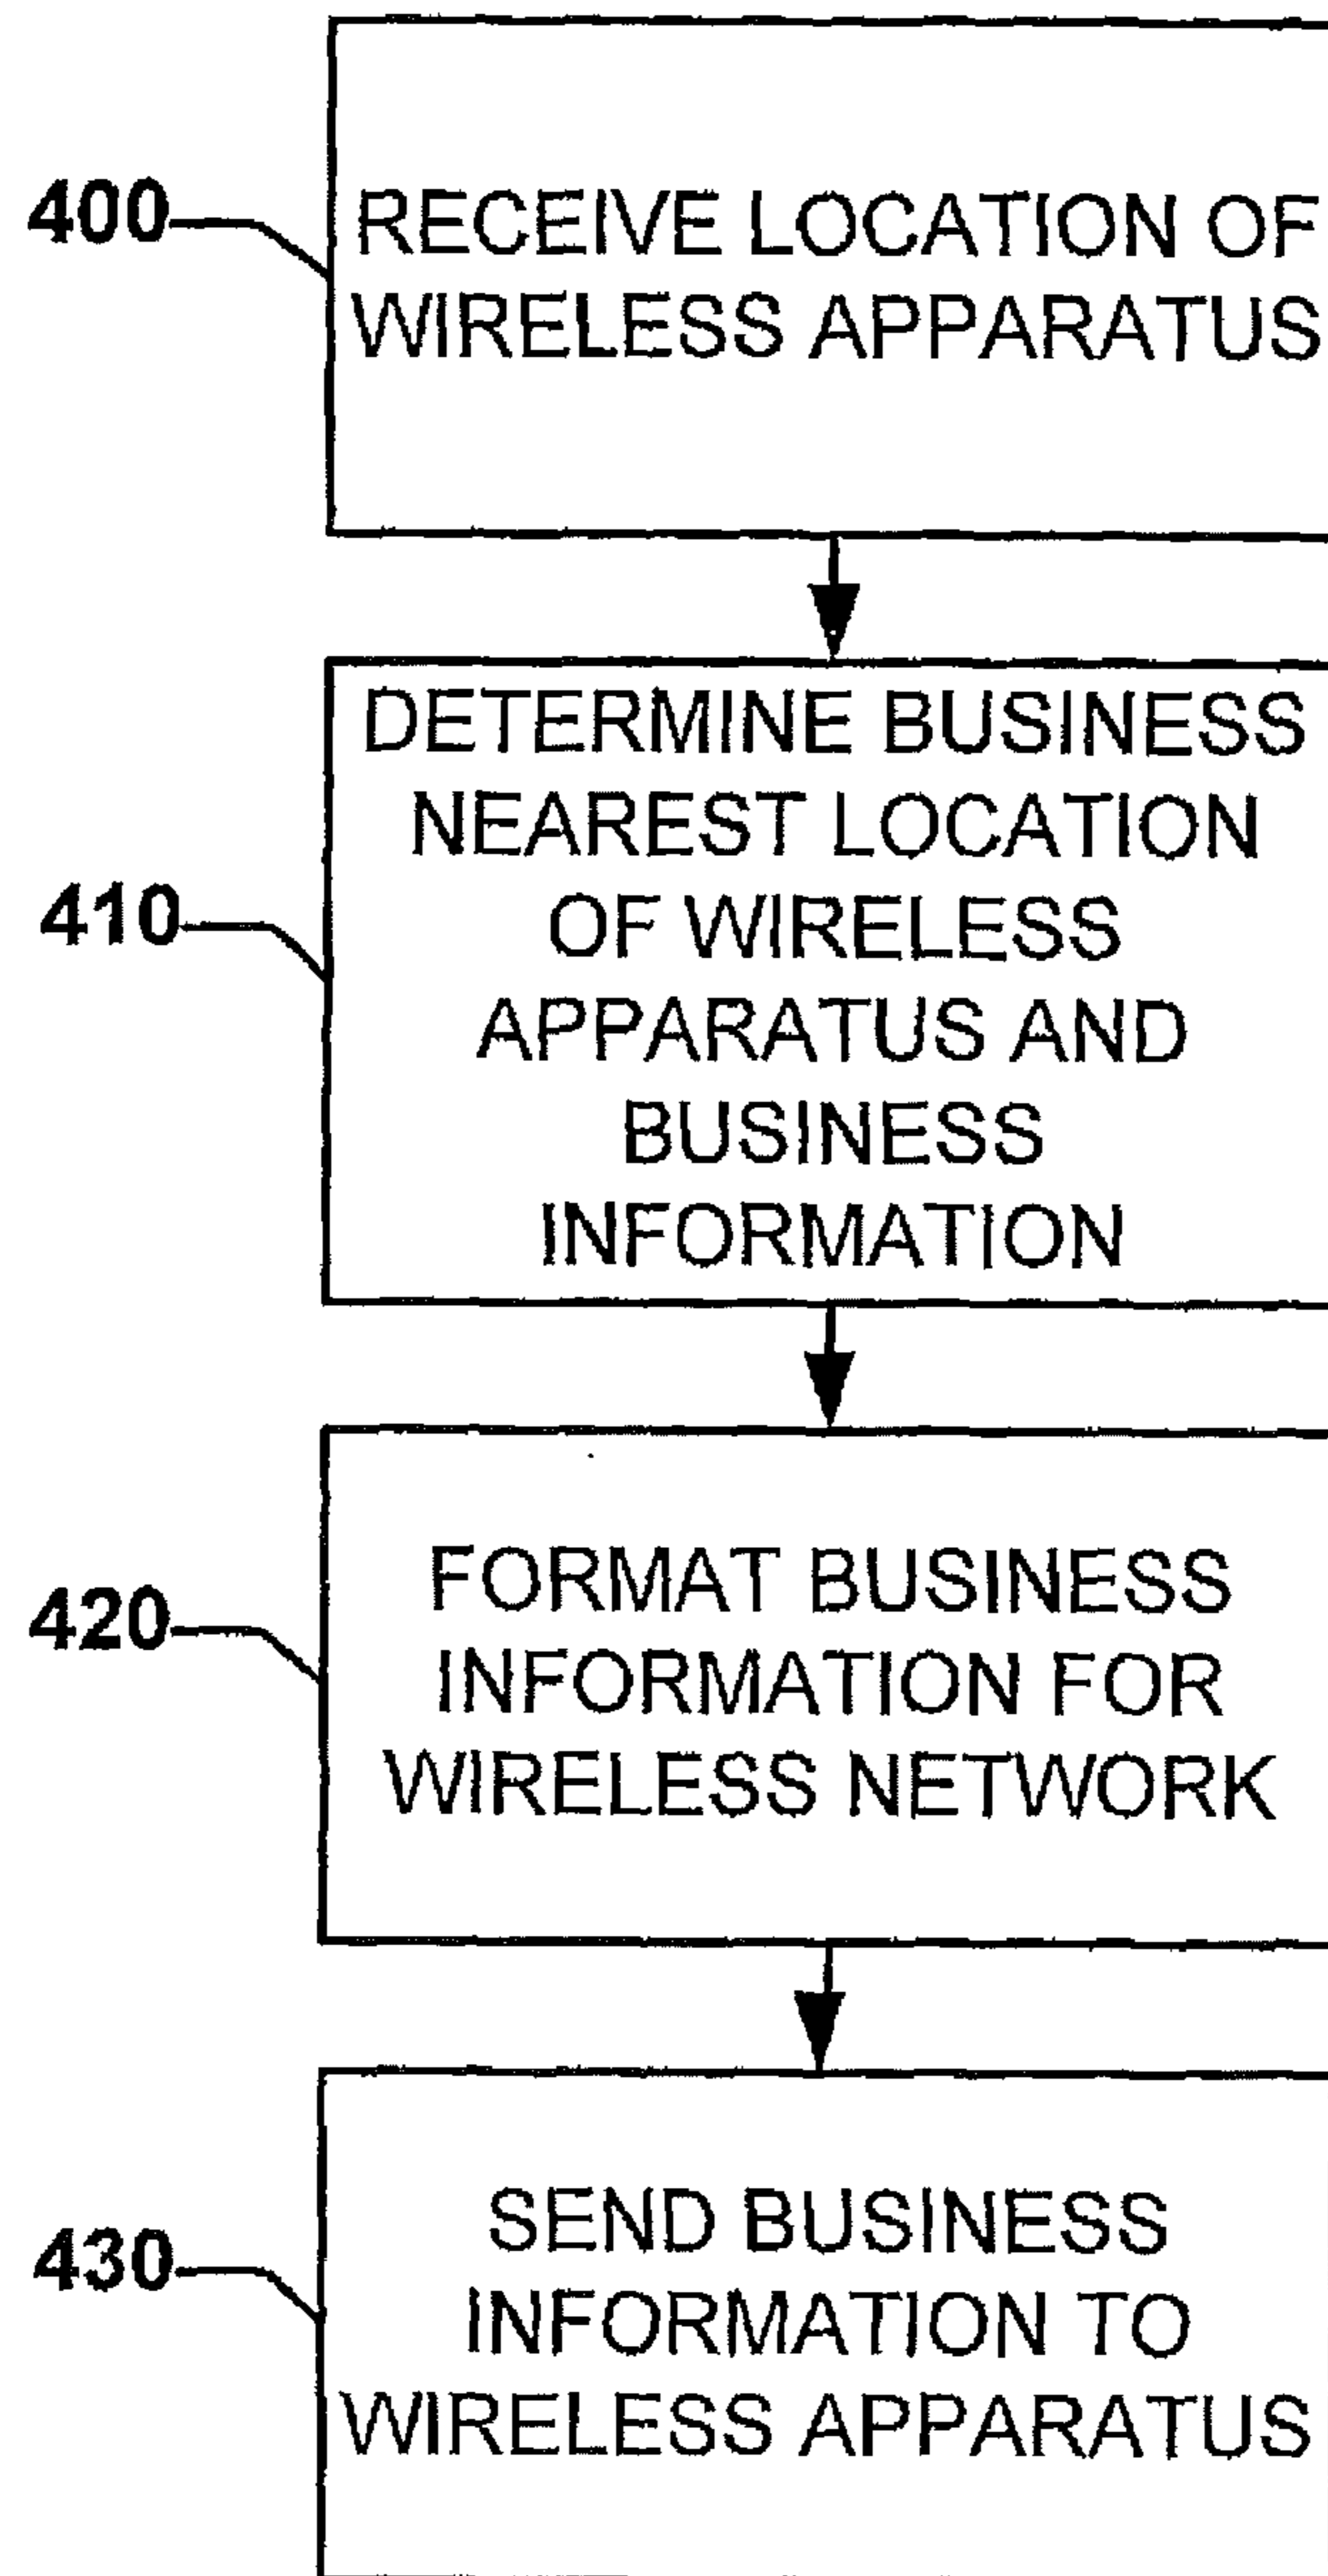 400
RECEIVE LOCATION OF
WIRELESS APPARATUS
410
DETERMINE BUSINESS
NEAREST LOCATION
OF WIRELESS
APPARATUS AND
BUSINESS
INFORMATION
420
FORMAT BUSINESS
INFORMATION FOR
WIRELESS NETWORK
430
SEND BUSINESS
INFORMATION TO
WIRELESS APPARATUS